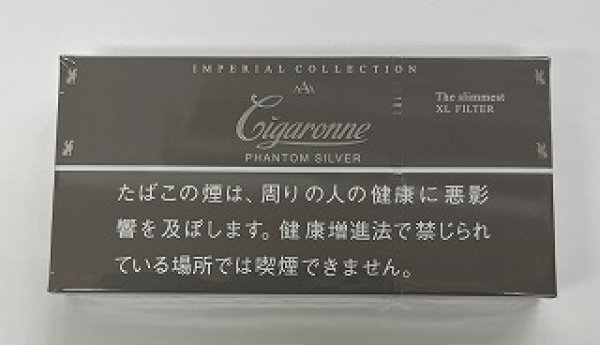 IMPERIAL COLLECTION
Cigaronne
PHANTOM SILVER
The slimmest
XL FILTER
たばこの煙は、周りの人の健康に悪影
響を及ぼします。健康増進法で禁じられ
ている場所では喫煙できません。